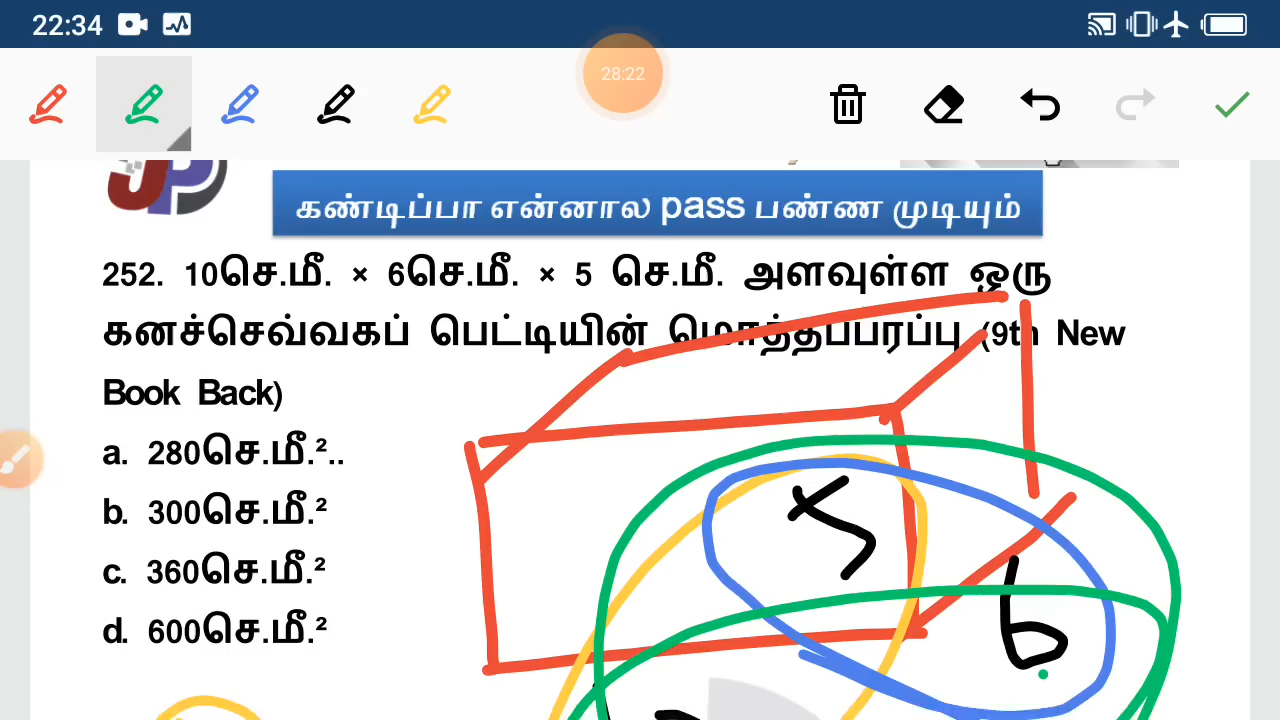 22:34
28:22
JP
கண்டிப்பா என்னால pass பண்ண முடியும்
252. 10செ.மீ. × 6செ.மீ. × 5 செ.மீ. அளவுள்ள ஒரு
கனச்செவ்வகப் பெட்டியின் மொத்தப்பரப்பு (9th New
Book Back)
a. 280செ.மீ.²..
b. 300செ.மீ.²
c. 360செ.மீ.²
d. 600செ.மீ.²
5
6